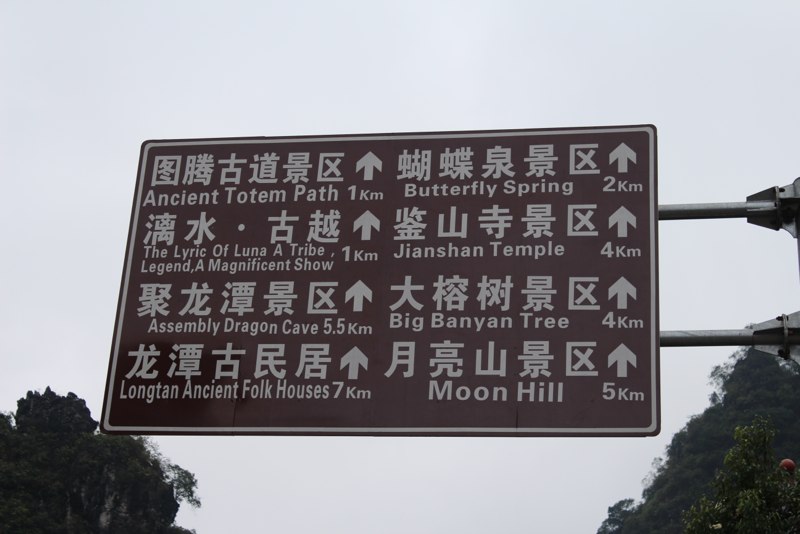 图腾古道景区
Ancient Totem Path 1Km
漓水·古越
The Lyric Of Luna A Tribe,
Legend,A Magnificent Show
1Km
聚龙潭景区
Assembly Dragon Cave 5.5Km
龙潭古民居
Longtan Ancient Folk Houses 7Km
蝴蝶泉景区
Butterfly Spring 2Km
鉴山寺景区
Jianshan Temple 4Km
大榕树景区
Big Banyan Tree 4Km
月亮山景区
Moon Hill 5Km